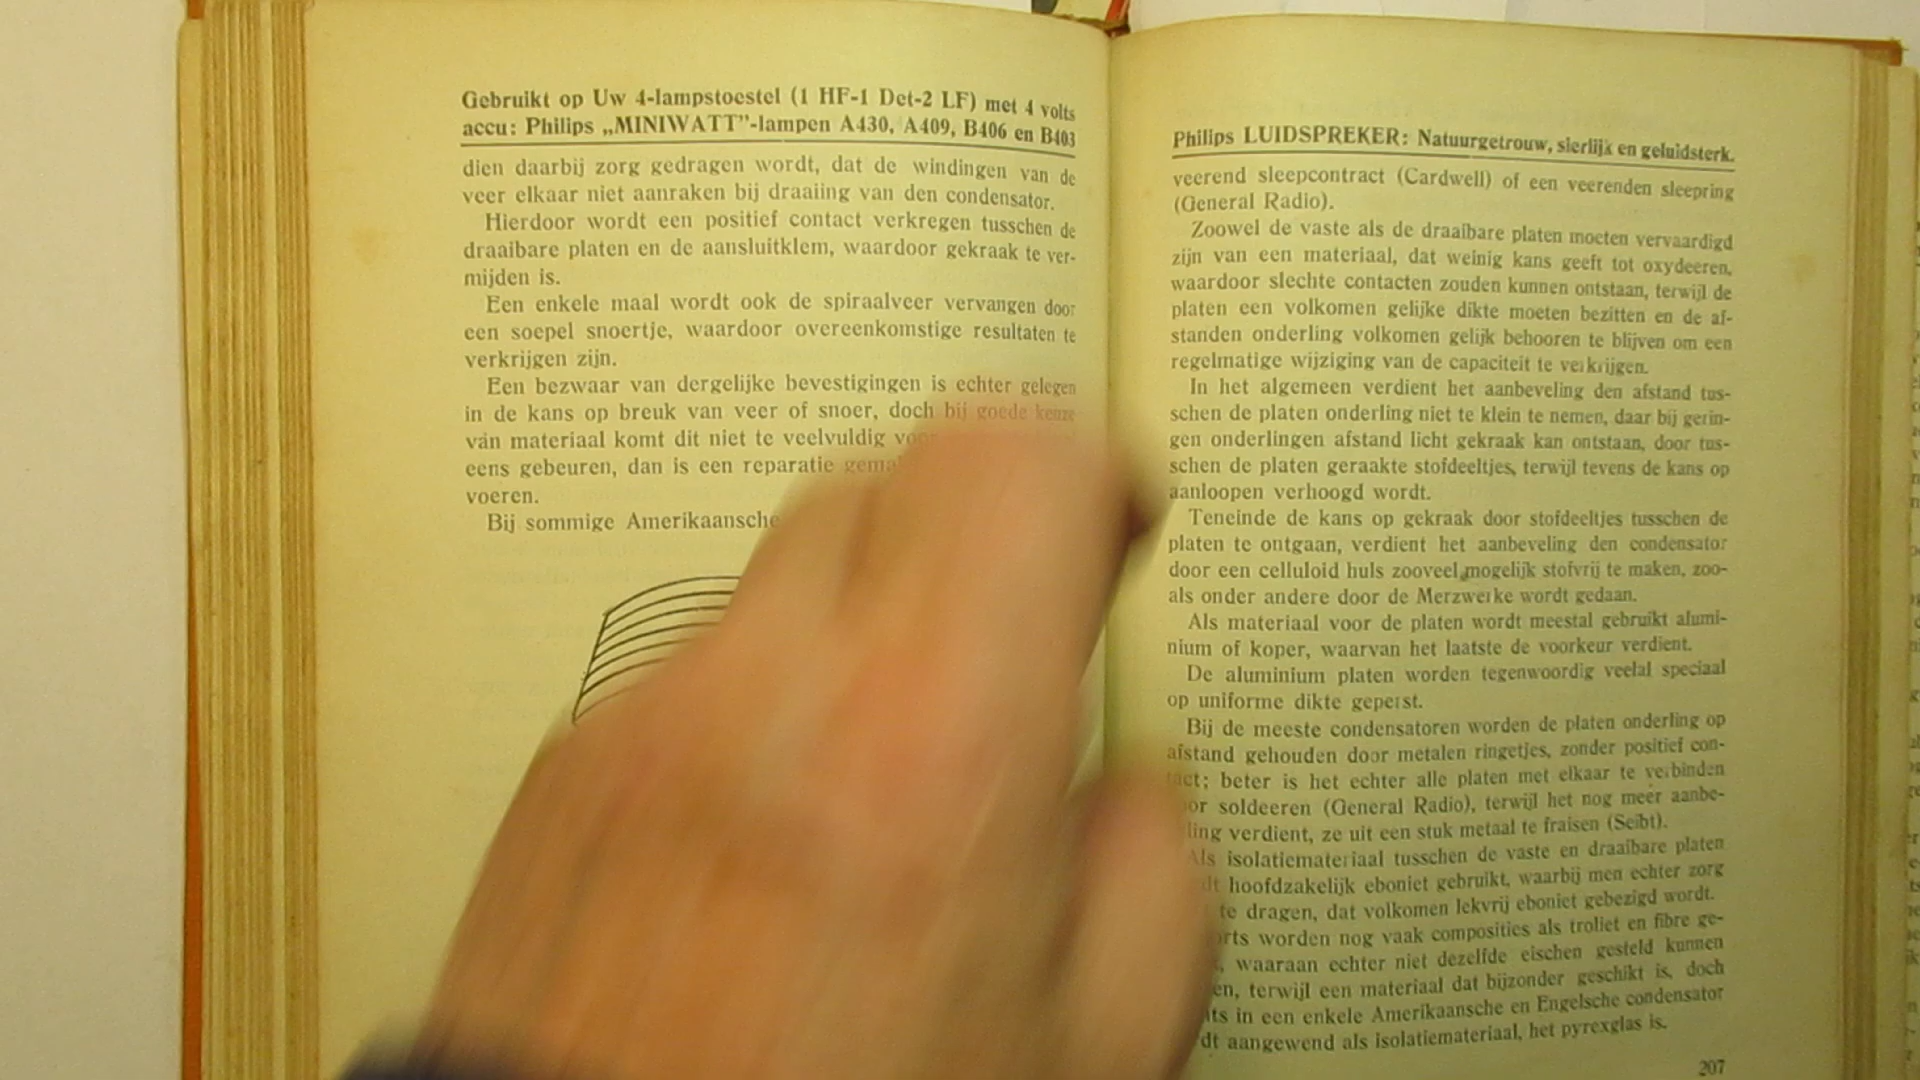 Gebruikt op Uw 4-lampstoestel (1 HF-1 Det-2 LF) met 4 volts
accu: Philips „MINIWATT”-lampen A430, A409, B406 en B403
dien daarbij zorg gedragen wordt, dat de windingen van de
veer elkaar niet aanraken bij draaiing van den condensator.
Hierdoor wordt een positief contact verkregen tusschen de
draaibare platen en de aansluitklem, waardoor gekraak te ver-
mijden is.
Een enkele maal wordt ook de spiraalveer vervangen door
een soepel snoertje, waardoor overeenkomstige resultaten te
verkrijgen zijn.
Een bezwaar van dergelijke bevestigingen is echter gelegen
in de kans op breuk van veer of snoer, doch bij goede keuze
van materiaal komt dit niet te veelvuldig
eens gebeuren, dan is een reparatie
voeren.
Bij sommige
Philips LUIDSPREKER: Natuurgetrouw, sierlijk en geluidsterk.
veerend sleepcontract (Cardwell) of een veerenden sleepring
(General Radio).
Zoowel de vaste als de draaibare platen moeten vervaardigd
zijn van een materiaal, dat weinig kans geeft tot oxydeeren,
waardoor slechte contacten zouden kunnen ontstaan, terwijl de
platen een volkomen gelijke dikte moeten bezitten en de af-
standen onderling volkomen gelijk behooren te blijven om een
regelmatige wijziging van de capaciteit te verkrijgen.
In het algemeen verdient het aanbeveling den afstand tus-
schen de platen onderling niet te klein te nemen, daar bij gerin-
gen onderlingen afstand licht gekraak kan ontstaan, door tus-
schen de platen geraakte stofdeeltjes, terwijl tevens de kans op
aanloopen verhoogd wordt.
Teneinde de kans op gekraak door stofdeeltjes tusschen de
platen te ontgaan, verdient het aanbeveling den condensator
door een celluloid huls zooveel mogelijk stofvrij te maken, zoo-
als onder andere door de Merzwerke wordt gedaan.
Als materiaal voor de platen wordt meestal gebruikt alumi-
nium of koper, waarvan het laatste de voorkeur verdient.
De aluminium platen worden tegenwoordig veelal speciaal
op uniforme dikte geperst.
Bij de meeste condensatoren worden de platen onderling op
afstand gehouden door metalen ringetjes, zonder positief con-
tact; beter is het echter alle platen met elkaar te verbinden
soldeeren (General Radio), terwijl het nog meer aanbe-
verdient, ze uit een stuk metaal te fraisen (Seibt).
Als isolatiemateriaal tusschen de vaste en draaibare platen
hoofdzakelijk eboniet gebruikt, waarbij men echter zorg
te dragen, dat volkomen lekvrij eboniet gebezigd wordt.
worden nog vaak composities als troliet en fibre ge-
waaraan echter niet dezelfde eischen gesteld kunnen
terwijl een materiaal dat bijzonder geschikt is, doch
in een enkele Amerikaansche en Engelsche condensator
aangewend als isolatiemateriaal, het pyrexglas is.
207